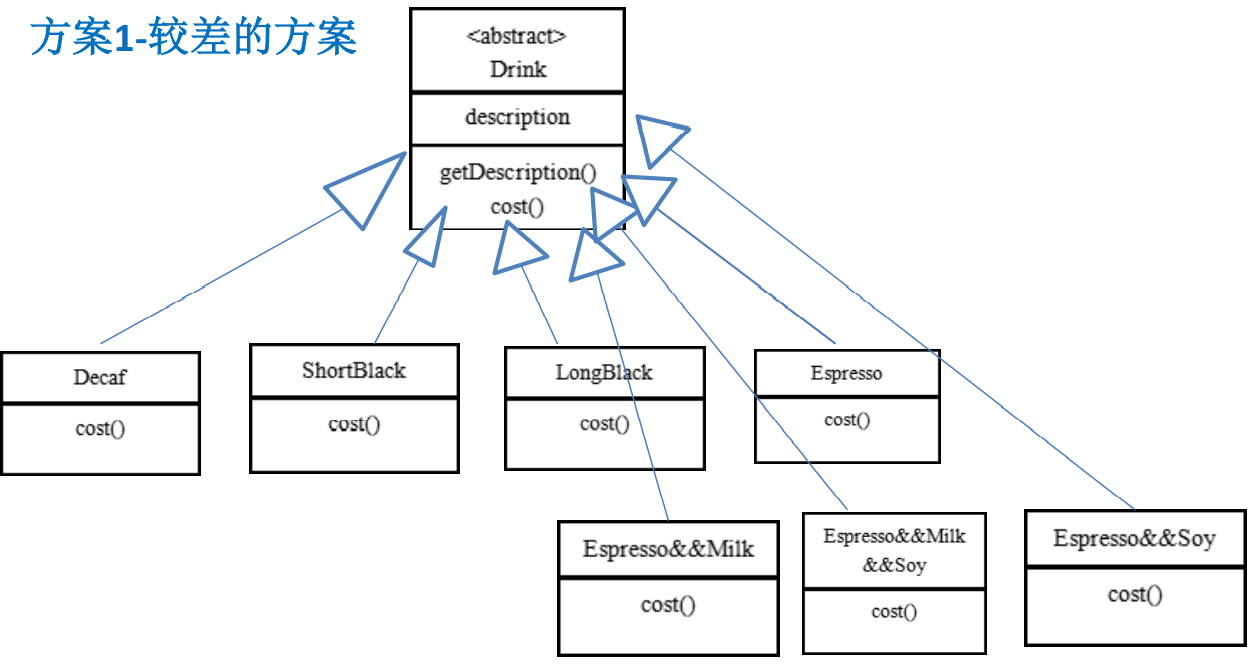 方案1-较差的方案
<abstract>
Drink
description
getDescription()
cost()
Decaf
cost()
ShortBlack
cost()
LongBlack
cost()
Espresso
cost()
Espresso&&Milk
cost()
Espresso&&Milk
&&Soy
cost()
Espresso&&Soy
cost()